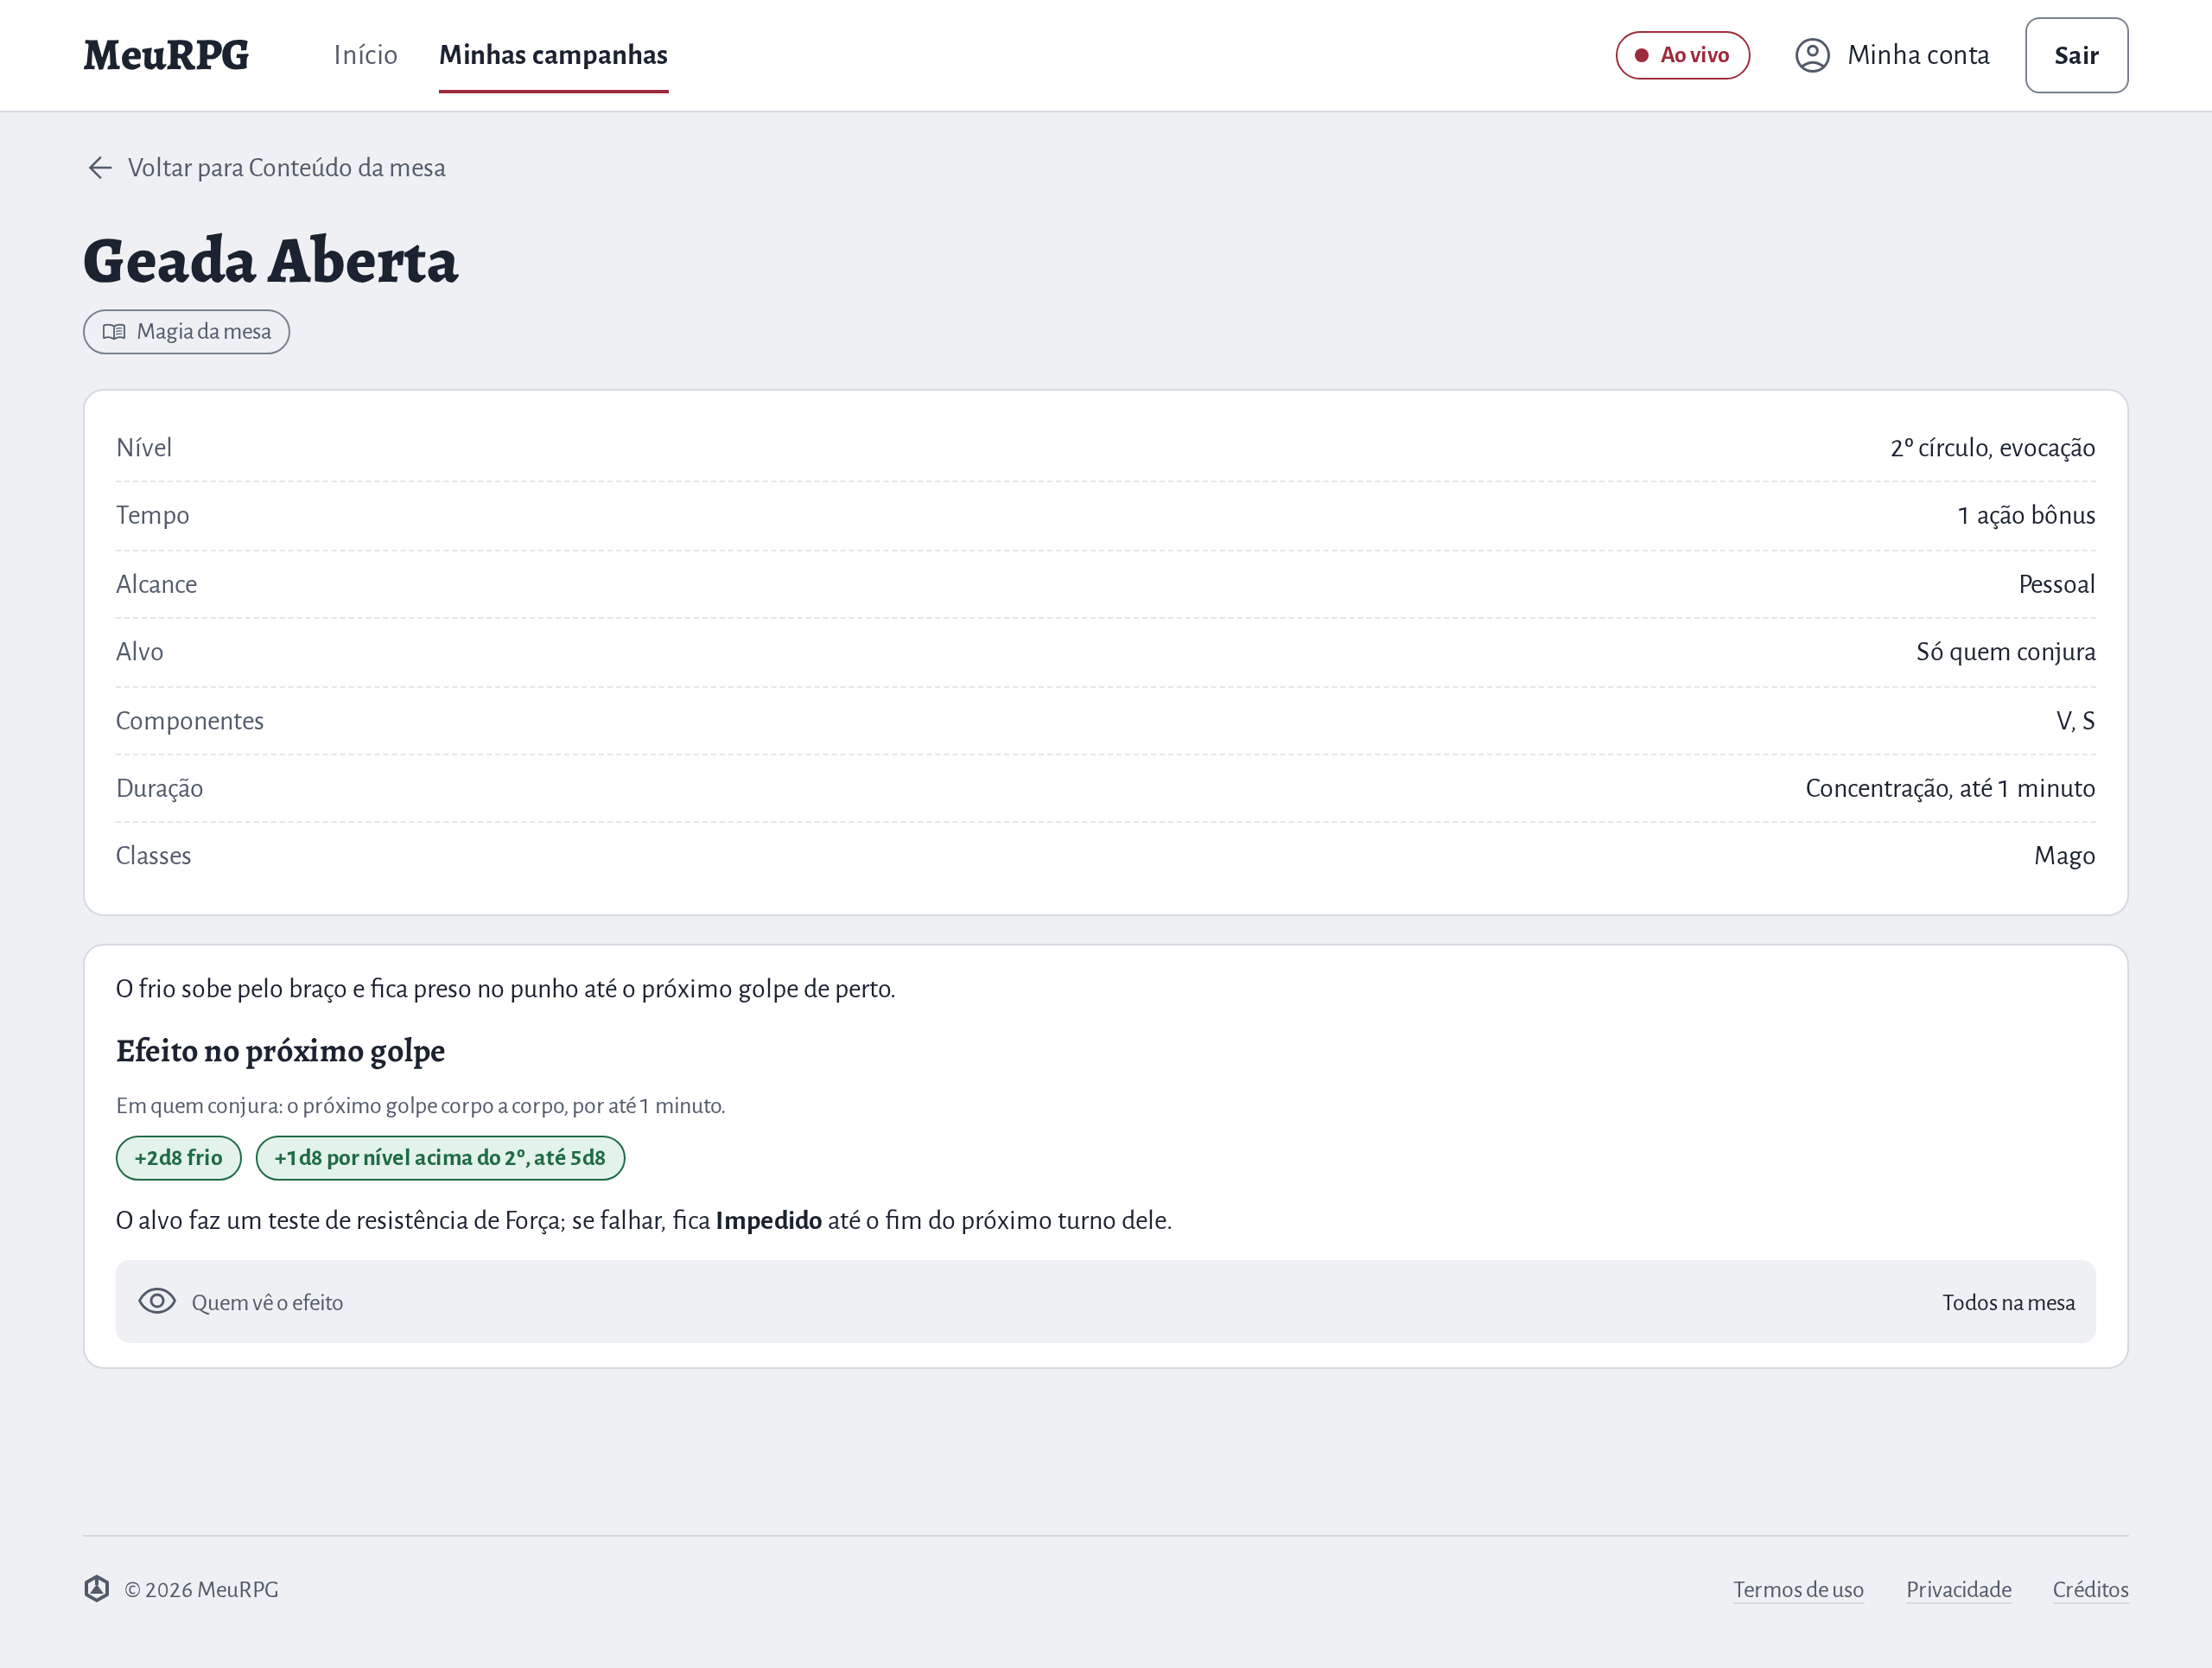 MeuRPG
Início
Minhas campanhas
Ao vivo
Minha conta
Sair
Voltar para Conteúdo da mesa
Geada Aberta
Magia da mesa
Nível
2º círculo, evocação
Tempo
1 ação bônus
Alcance
Pessoal
Alvo
Só quem conjura
Componentes
V, S
Duração
Concentração, até 1 minuto
Classes
Mago
O frio sobe pelo braço e fica preso no punho até o próximo golpe de perto.
Efeito no próximo golpe
Em quem conjura: o próximo golpe corpo a corpo, por até 1 minuto.
+2d8 frio
+1d8 por nível acima do 2º, até 5d8
O alvo faz um teste de resistência de Força; se falhar, fica Impedido até o fim do próximo turno dele.
Quem vê o efeito
Todos na mesa
© 2026 MeuRPG
Termos de uso
Privacidade
Créditos